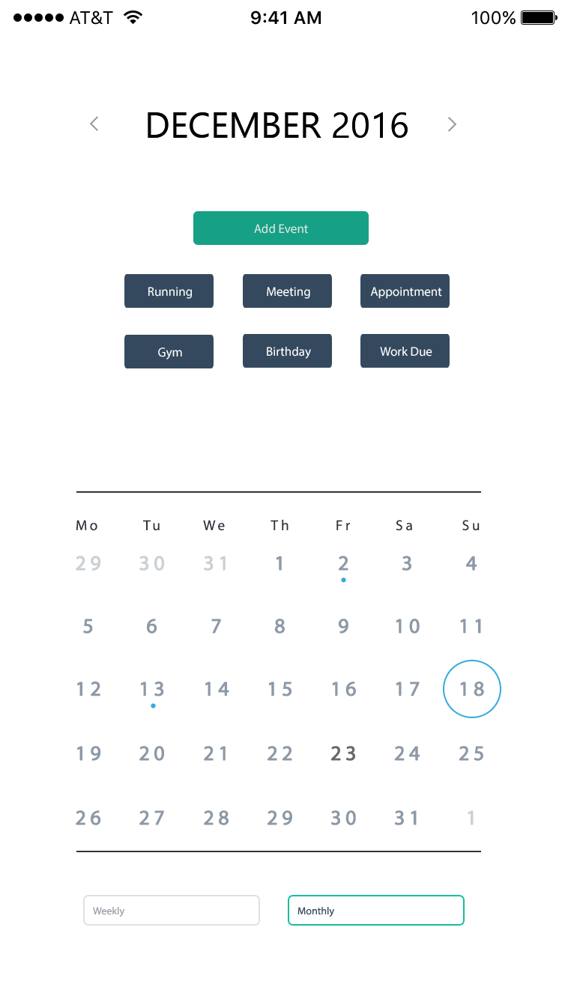 AT&T 9:41 AM 100%
DECEMBER 2016
Add Event
Running Meeting Appointment
Gym Birthday Work Due
Mo Tu We Th Fr Sa Su
29 30 31 1 2 3 4
5 6 7 8 9 10 11
12 13 14 15 16 17 18
19 20 21 22 23 24 25
26 27 28 29 30 31 1
Weekly Monthly